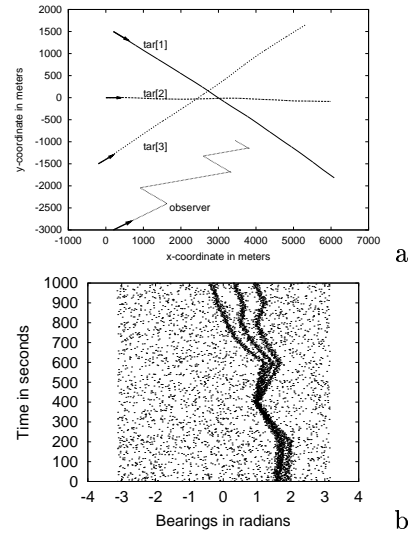 2000
1500
1000
500
0
-500
-1000
-1500
-2000
-2500
-3000
y-coordinate in meters
tar[1]
tar[2]
tar[3]
observer
-1000 0 1000 2000 3000 4000 5000 6000 7000
x-coordinate in meters
a
1000
900
800
700
600
500
400
300
200
100
0
Time in seconds
-4 -3 -2 -1 0 1 2 3 4
Bearings in radians
b